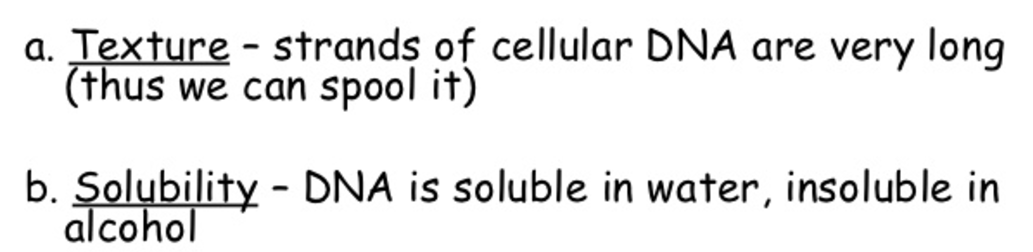 a. Texture - strands of cellular DNA are very long
(thus we can spool it)
b. Solubility - DNA is soluble in water, insoluble in
alcohol